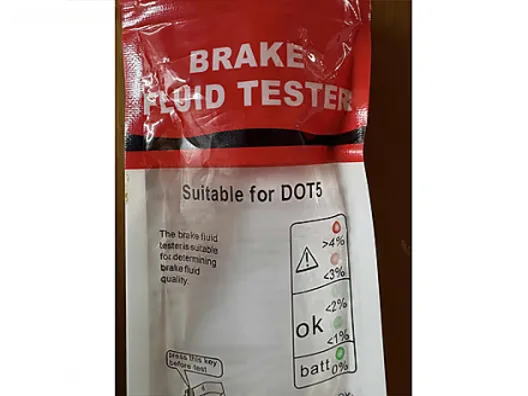 BRAKE
FLUID TESTER
Suitable for DOT5
The brake fluid
tester is suitable
for determining
brake fluid
quality.
>4%
<3%
<2%
ok
<1%
batt 0%
press this key
before test